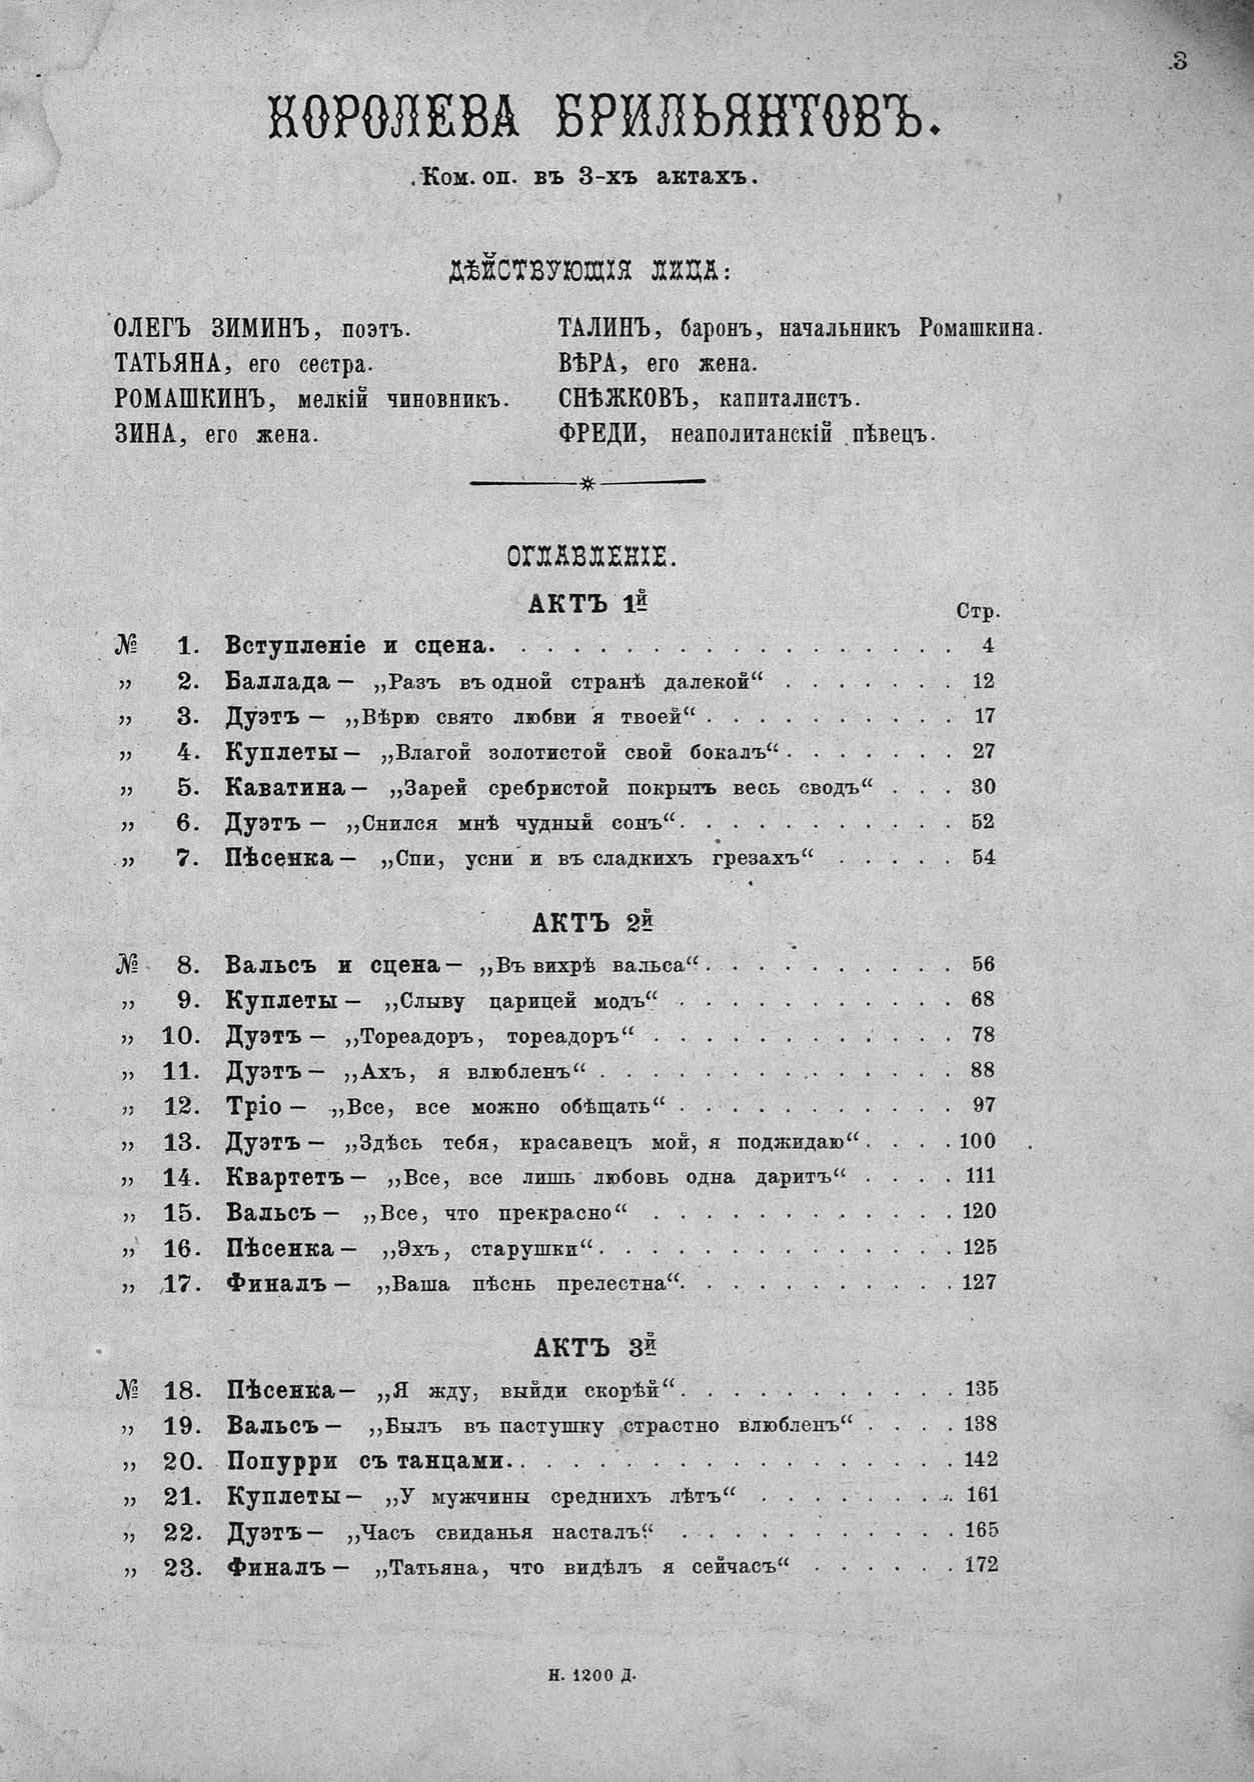 3
КОРОЛЕВА БРИЛЬЯНТОВЪ.
Ком. оп. въ 3-хъ актахъ.
ДѢЙСТВУЮЩІЯ ЛИЦА:
ОЛЕГЪ ЗИМИНЪ, поэтъ.
ТАТЬЯНА, его сестра.
РОМАШКИНЪ, мелкій чиновникъ.
ЗИНА, его жена.
ТАЛИНЪ, баронъ, начальникъ Ромашкина.
ВѢРА, его жена.
СНѢЖКОВЪ, капиталистъ.
ФРЕДИ, неаполитанскій пѣвецъ.
ОГЛАВЛЕНІЕ.
АКТЪ 1й
Стр.
№ 1. Вступленіе и сцена. . . . . . . . . . . . . . . . . . 4
„ 2. Баллада — „Разъ въ одной странѣ далекой“ . . . . . . . 12
„ 3. Дуэтъ — „Вѣрю свято любви я твоей“ . . . . . . . . . . 17
„ 4. Куплеты — „Влагой золотистой свой бокалъ“ . . . . . . . 27
„ 5. Каватина — „Зарей сребристой покрытъ весь сводъ“ . . . 30
„ 6. Дуэтъ — „Снился мнѣ чудный сонъ“. . . . . . . . . . . 52
„ 7. Пѣсенка — „Спи, усни и въ сладкихъ грезахъ“ . . . . . 54
АКТЪ 2й
№ 8. Вальсъ и сцена — „Въ вихрѣ вальса“. . . . . . . . . . 56
„ 9. Куплеты — „Слыву царицей модъ“ . . . . . . . . . . . 68
„ 10. Дуэтъ — „Тореадоръ, тореадоръ“ . . . . . . . . . . . . 78
„ 11. Дуэтъ — „Ахъ, я влюбленъ“ . . . . . . . . . . . . . . 88
„ 12. Тріо — „Все, все можно обѣщать“ . . . . . . . . . . . 97
„ 13. Дуэтъ — „Здѣсь тебя, красавецъ мой, я поджидаю“. . . . 100
„ 14. Квартетъ — „Все, все лишь любовь одна даритъ“ . . . . 111
„ 15. Вальсъ — „Все, что прекрасно“ . . . . . . . . . . . . 120
„ 16. Пѣсенка — „Эхъ, старушки“. . . . . . . . . . . . . . 125
„ 17. Финалъ — „Ваша пѣснь прелестна“. . . . . . . . . . . 127
АКТЪ 3й
№ 18. Пѣсенка — „Я жду, выйди скорѣй“. . . . . . . . . . . 135
„ 19. Вальсъ — „Былъ въ пастушку страстно влюбленъ“ . . . . 138
„ 20. Попурри съ танцами. . . . . . . . . . . . . . . . . . 142
„ 21. Куплеты — „У мужчины среднихъ лѣтъ“ . . . . . . . . 161
„ 22. Дуэтъ — „Часъ свиданья насталъ“ . . . . . . . . . . . 165
„ 23. Финалъ — „Татьяна, что видѣлъ я сейчасъ“ . . . . . . 172
Н. 1200 Д.